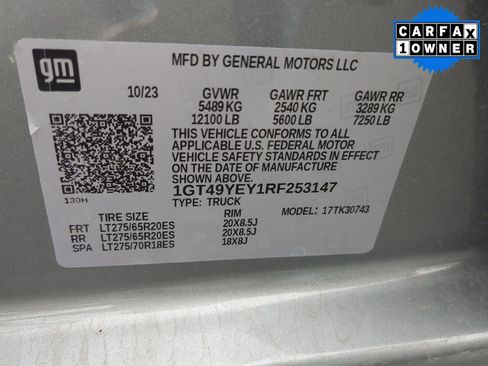 CARFAX
1 OWNER
gm
MFD BY GENERAL MOTORS LLC
10/23 GVWR GAWR FRT GAWR RR
5489 KG 2540 KG 3289 KG
12100 LB 5600 LB 7250 LB
THIS VEHICLE CONFORMS TO ALL
APPLICABLE U.S. FEDERAL MOTOR
VEHICLE SAFETY STANDARDS IN EFFECT
ON THE DATE OF MANUFACTURE
SHOWN ABOVE.
1GT49YEY1RF253147
130H TYPE: TRUCK MODEL: 17TK30743
TIRE SIZE RIM
FRT LT275/65R20ES 20X8.5J
RR LT275/65R20ES 20X8.5J
SPA LT275/70R18ES 18X8J